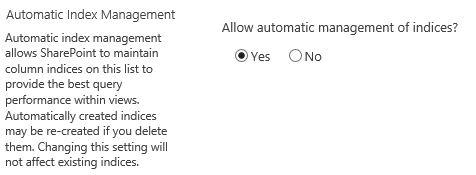 Automatic Index Management
Automatic index management
allows SharePoint to maintain
column indices on this list to
provide the best query
performance within views.
Automatically created indices
may be re-created if you delete
them. Changing this setting will
not affect existing indices.
Allow automatic management of indices?
Yes No